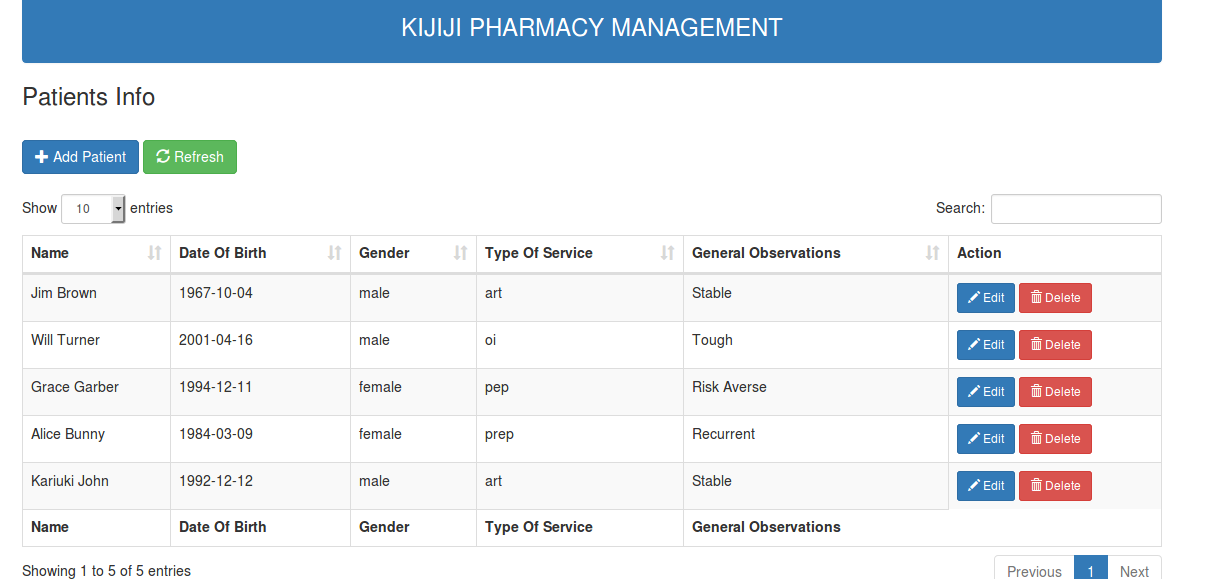 KIJIJI PHARMACY MANAGEMENT
Patients Info
Add Patient Refresh
Show 10 entries Search:
Name Date Of Birth Gender Type Of Service General Observations Action
Jim Brown 1967-10-04 male art Stable Edit Delete
Will Turner 2001-04-16 male oi Tough Edit Delete
Grace Garber 1994-12-11 female pep Risk Averse Edit Delete
Alice Bunny 1984-03-09 female prep Recurrent Edit Delete
Kariuki John 1992-12-12 male art Stable Edit Delete
Name Date Of Birth Gender Type Of Service General Observations
Showing 1 to 5 of 5 entries Previous 1 Next